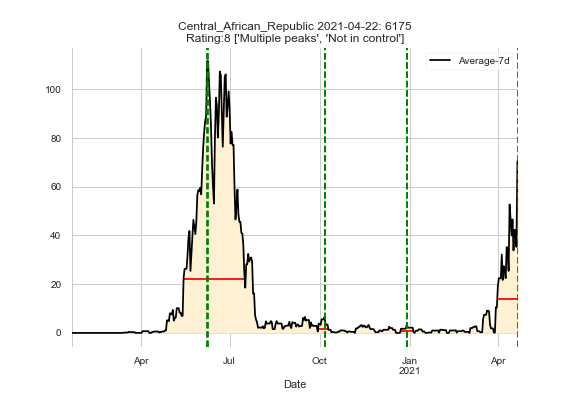 Central_African_Republic 2021-04-22: 6175
Rating:8 ['Multiple peaks', 'Not in control']
Average-7d
100
80
60
40
20
0
Apr
Jul
Oct
Jan
2021
Apr
Date